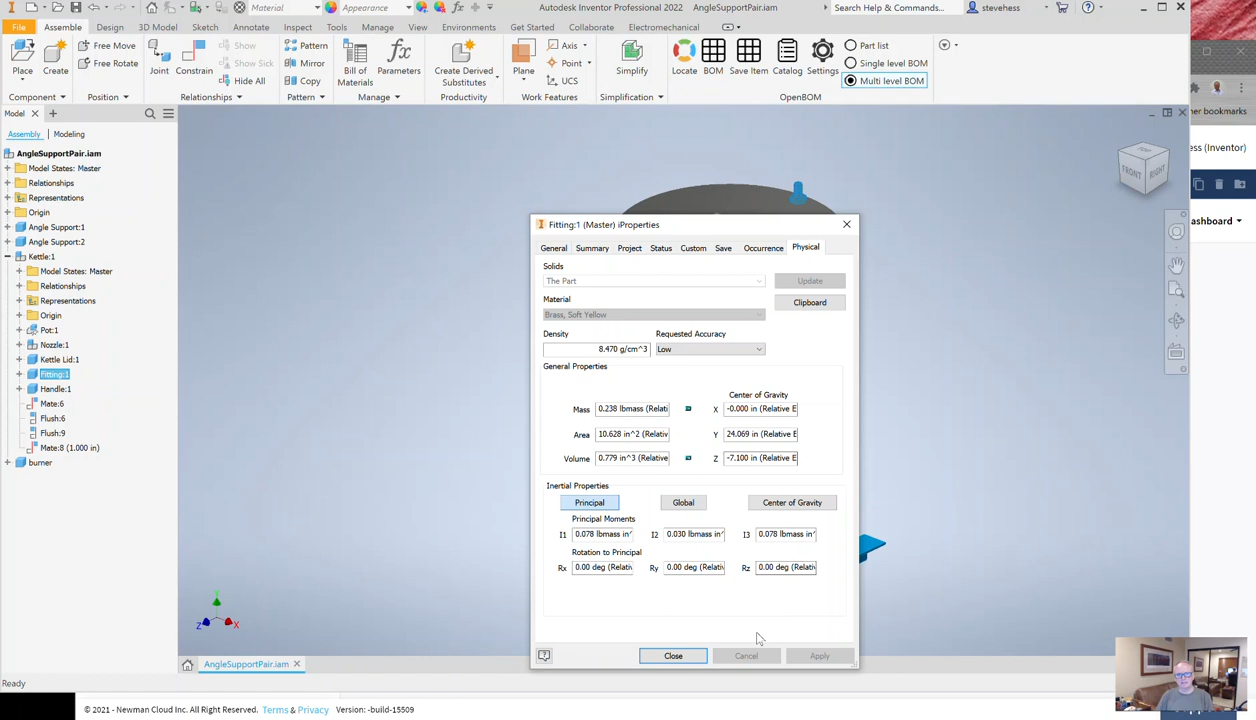 Material
Appearance
Autodesk Inventor Professional 2022 AngleSupportPair.iam
Search Help & Commands...
stevehess
File Assemble Design 3D Model Sketch Annotate Inspect Tools Manage View Environments Get Started Collaborate Electromechanical
Place
Create
Free Move
Free Rotate
Joint
Constrain
Show
Show Sick
Hide All
Pattern
Mirror
Copy
Bill of
Materials
Parameters
Create Derived
Substitutes
Plane
Axis
Point
UCS
Simplify
Locate
BOM
Save Item
Catalog
Settings
Part list
Single level BOM
Multi level BOM
Component Position Relationships Pattern Manage Productivity Work Features Simplification OpenBOM
Model
Assembly Modeling
AngleSupportPair.iam
Model States: Master
Relationships
Representations
Origin
Angle Support:1
Angle Support:2
Kettle:1
Model States: Master
Relationships
Representations
Origin
Pot:1
Nozzle:1
Kettle Lid:1
Fitting:1
Handle:1
Mate:6
Flush:6
Flush:9
Mate:8 (1.000 in)
burner
FRONT RIGHT
Fitting:1 (Master) iProperties
General Summary Project Status Custom Save Occurrence Physical
Solids
The Part
Update
Material
Brass, Soft Yellow
Clipboard
Density Requested Accuracy
8.470 g/cm^3 Low
General Properties
Center of Gravity
Mass 0.238 lbmass (Relati X -0.000 in (Relative E
Area 10.628 in^2 (Relativ Y 24.069 in (Relative E
Volume 0.779 in^3 (Relative Z -7.100 in (Relative E
Inertial Properties
Principal Global Center of Gravity
Principal Moments
I1 0.078 lbmass in^ I2 0.030 lbmass in^ I3 0.078 lbmass in^
Rotation to Principal
Rx 0.00 deg (Relativ Ry 0.00 deg (Relativ Rz 0.00 deg (Relativ
Close Cancel Apply
Z X Y
AngleSupportPair.iam
Ready
her bookmarks
ess (Inventor)
ashboard
© 2021 - Newman Cloud Inc. All Right Reserved. Terms & Privacy Version: -build-15509